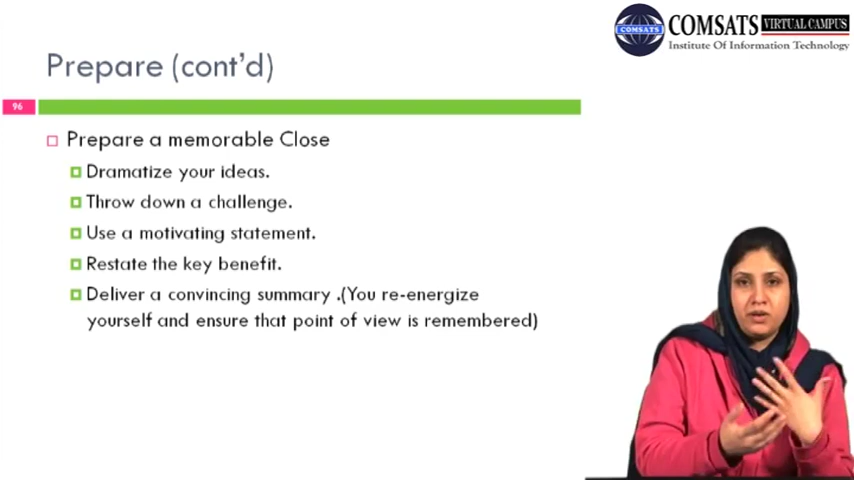 COMSATS VIRTUAL CAMPUS
COMSATS
Institute Of Information Technology
Prepare (cont'd)
96
Prepare a memorable Close
Dramatize your ideas.
Throw down a challenge.
Use a motivating statement.
Restate the key benefit.
Deliver a convincing summary .(You re-energize
yourself and ensure that point of view is remembered)